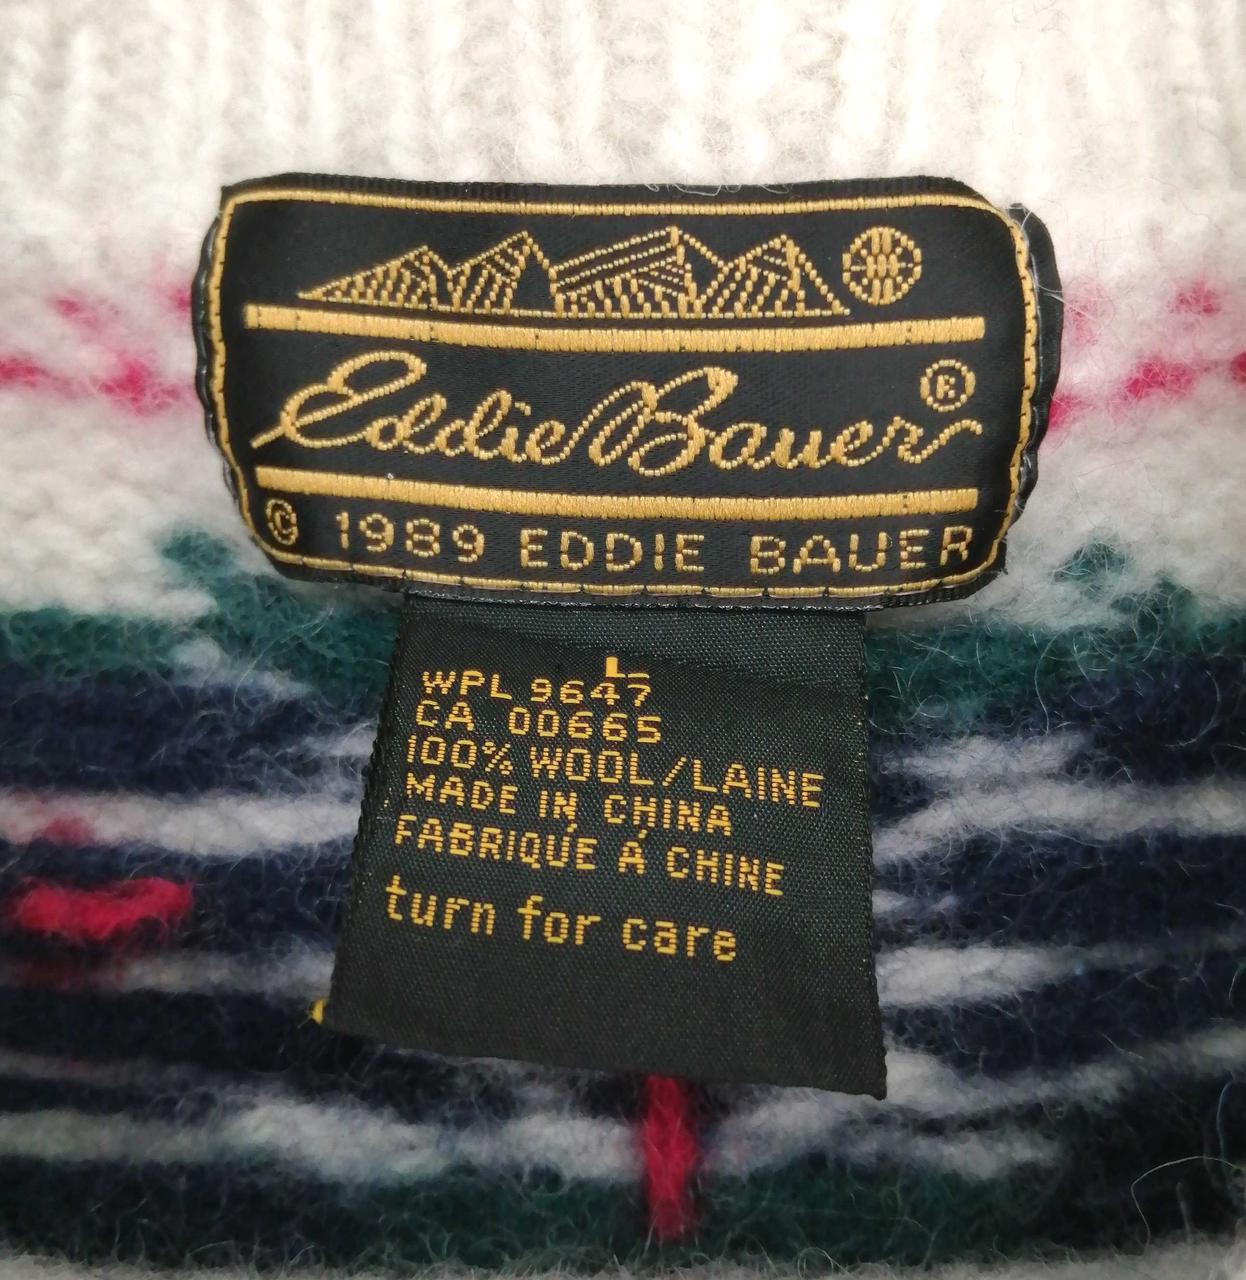 Eddie Bauer ®
© 1989 EDDIE BAUER
L
WPL 9647
CA 00665
100% WOOL/LAINE
MADE IN CHINA
FABRIQUÉ Á CHINE
turn for care